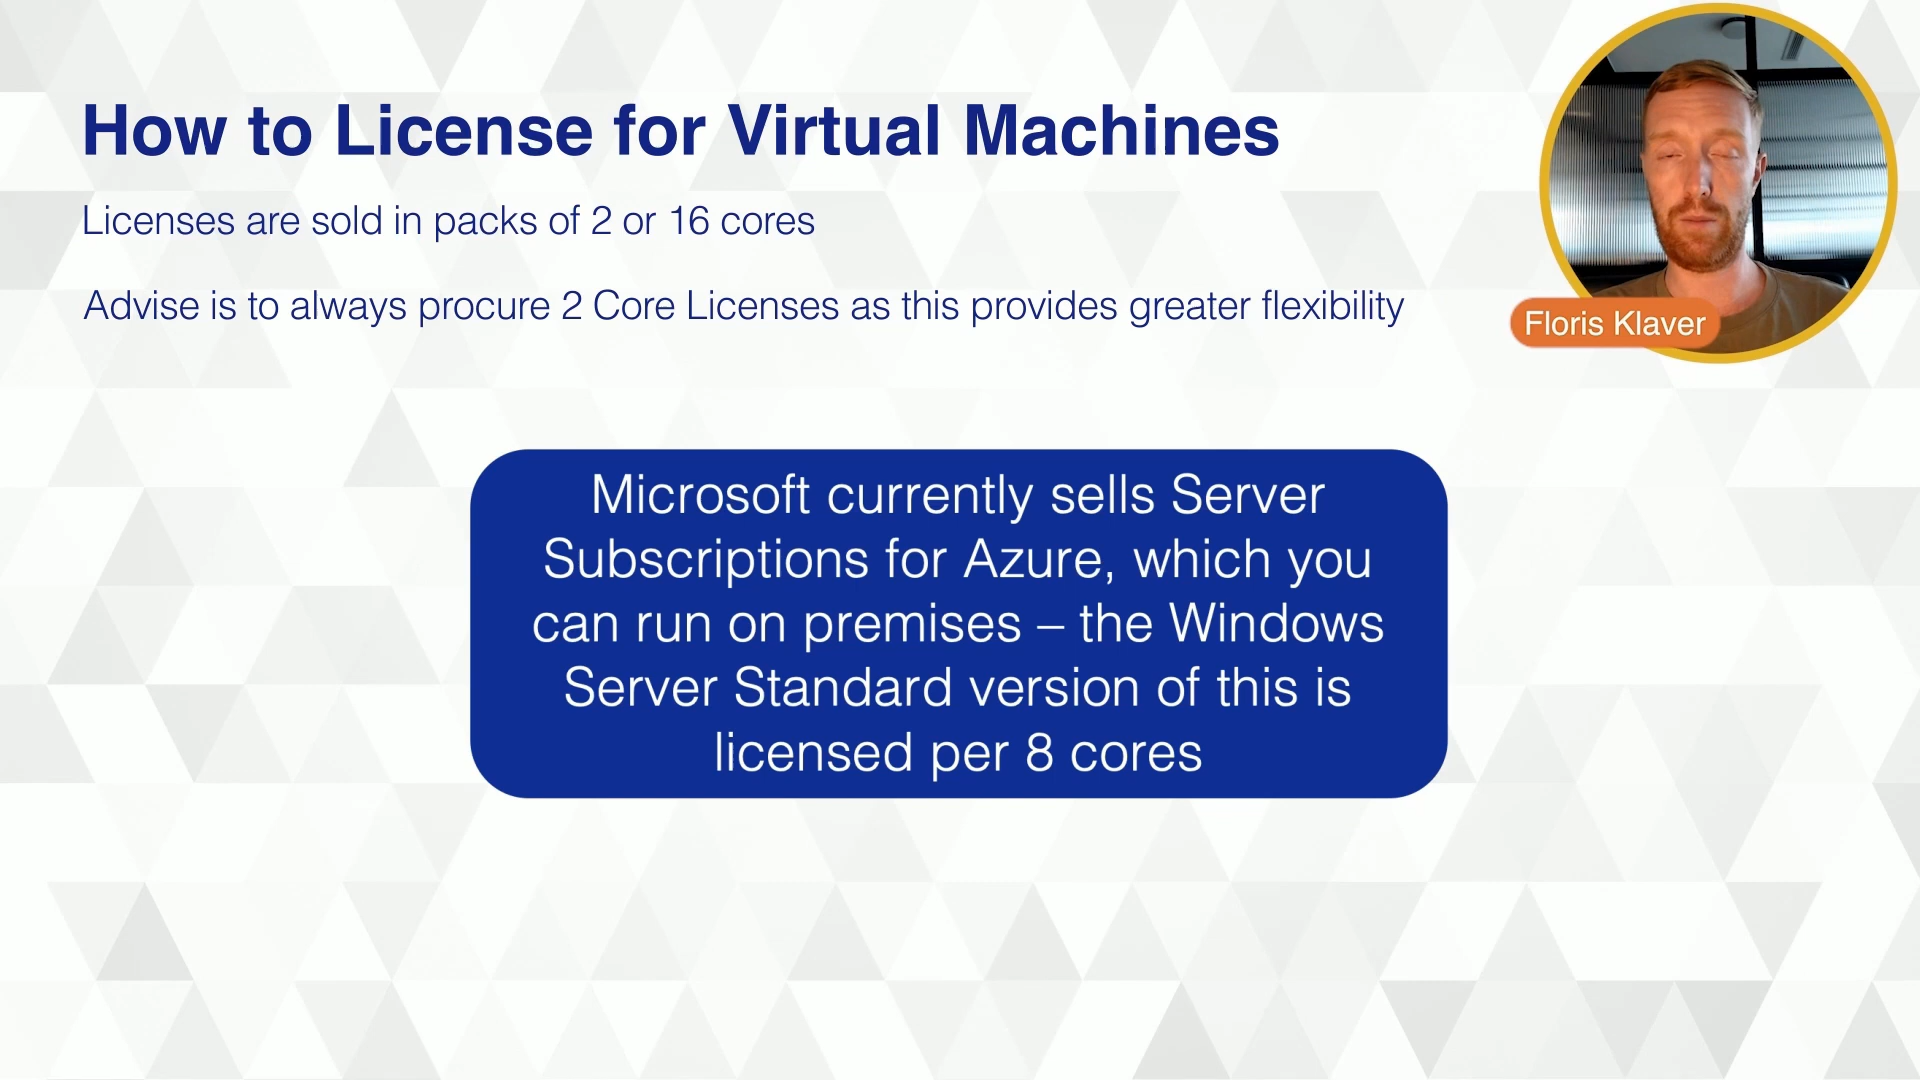 How to License for Virtual Machines
Licenses are sold in packs of 2 or 16 cores
Advise is to always procure 2 Core Licenses as this provides greater flexibility
Floris Klaver
Microsoft currently sells Server
Subscriptions for Azure, which you
can run on premises – the Windows
Server Standard version of this is
licensed per 8 cores